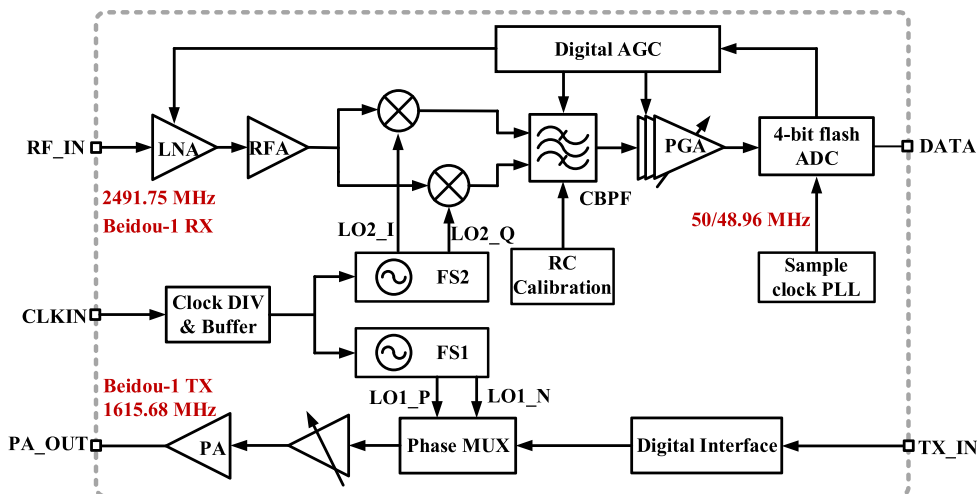 Digital AGC
RF_IN
LNA
RFA
PGA
4-bit flash
ADC
DATA
2491.75 MHz
Beidou-1 RX
CBPF
50/48.96 MHz
LO2_I
LO2_Q
RC
Calibration
Sample
clock PLL
FS2
CLKIN
Clock DIV
& Buffer
FS1
Beidou-1 TX
1615.68 MHz
LO1_P
LO1_N
PA_OUT
PA
Phase MUX
Digital Interface
TX_IN